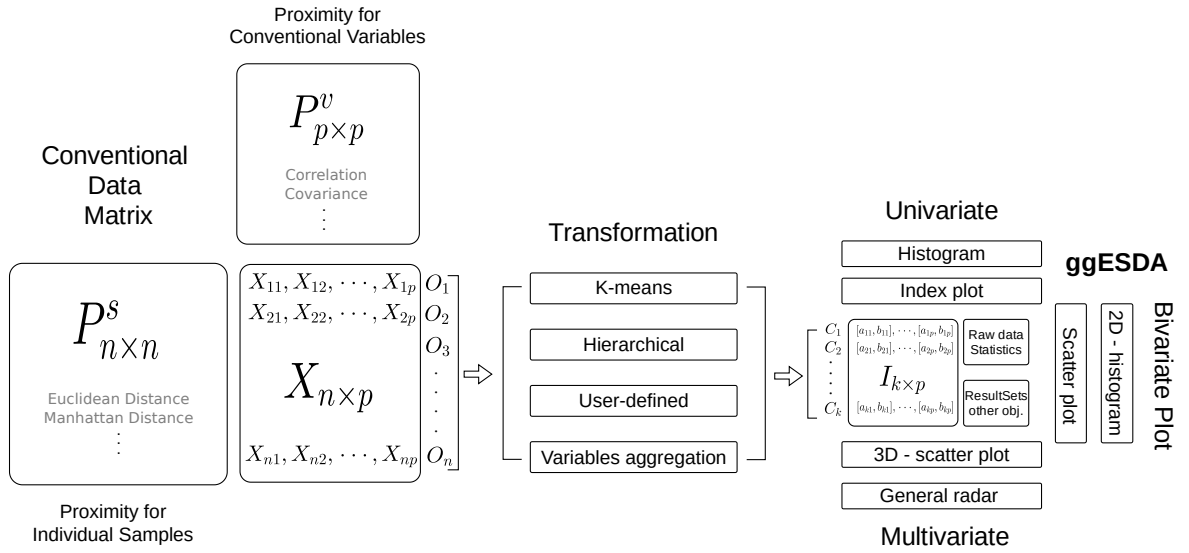 Proximity for
Conventional Variables
P^v_{p×p}
Correlation
Covariance
Conventional
Data
Matrix
P^s_{n×n}
Euclidean Distance
Manhattan Distance
Proximity for
Individual Samples
X_{11}, X_{12}, ⋯, X_{1p} O_1
X_{21}, X_{22}, ⋯, X_{2p} O_2
O_3
X_{n×p}
X_{n1}, X_{n2}, ⋯, X_{np} O_n
Transformation
K-means
Hierarchical
User-defined
Variables aggregation
Univariate
Histogram
Index plot
C_1 [a_{11}, b_{11}], ⋯, [a_{1p}, b_{1p}]
C_2 [a_{21}, b_{21}], ⋯, [a_{2p}, b_{2p}]
I_{k×p}
C_k [a_{k1}, b_{k1}], ⋯, [a_{kp}, b_{kp}]
Raw data
Statistics
ResultSets
other obj.
3D - scatter plot
General radar
Multivariate
ggESDA
Scatter plot
2D - histogram
Bivariate Plot